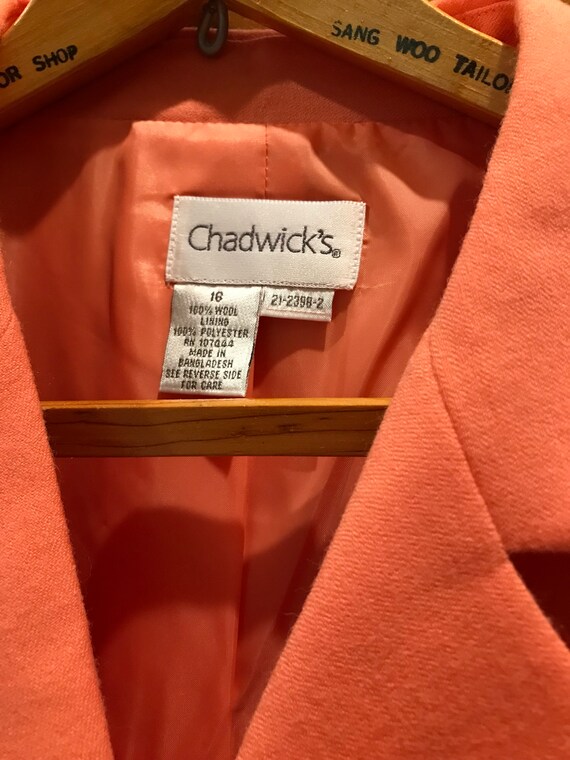 OR SHOP
SANG WOO TAILO
Chadwick's®
16
100% WOOL
LINING
100% POLYESTER
RN 107444
MADE IN
BANGLADESH
SEE REVERSE SIDE
FOR CARE
21-2398-2